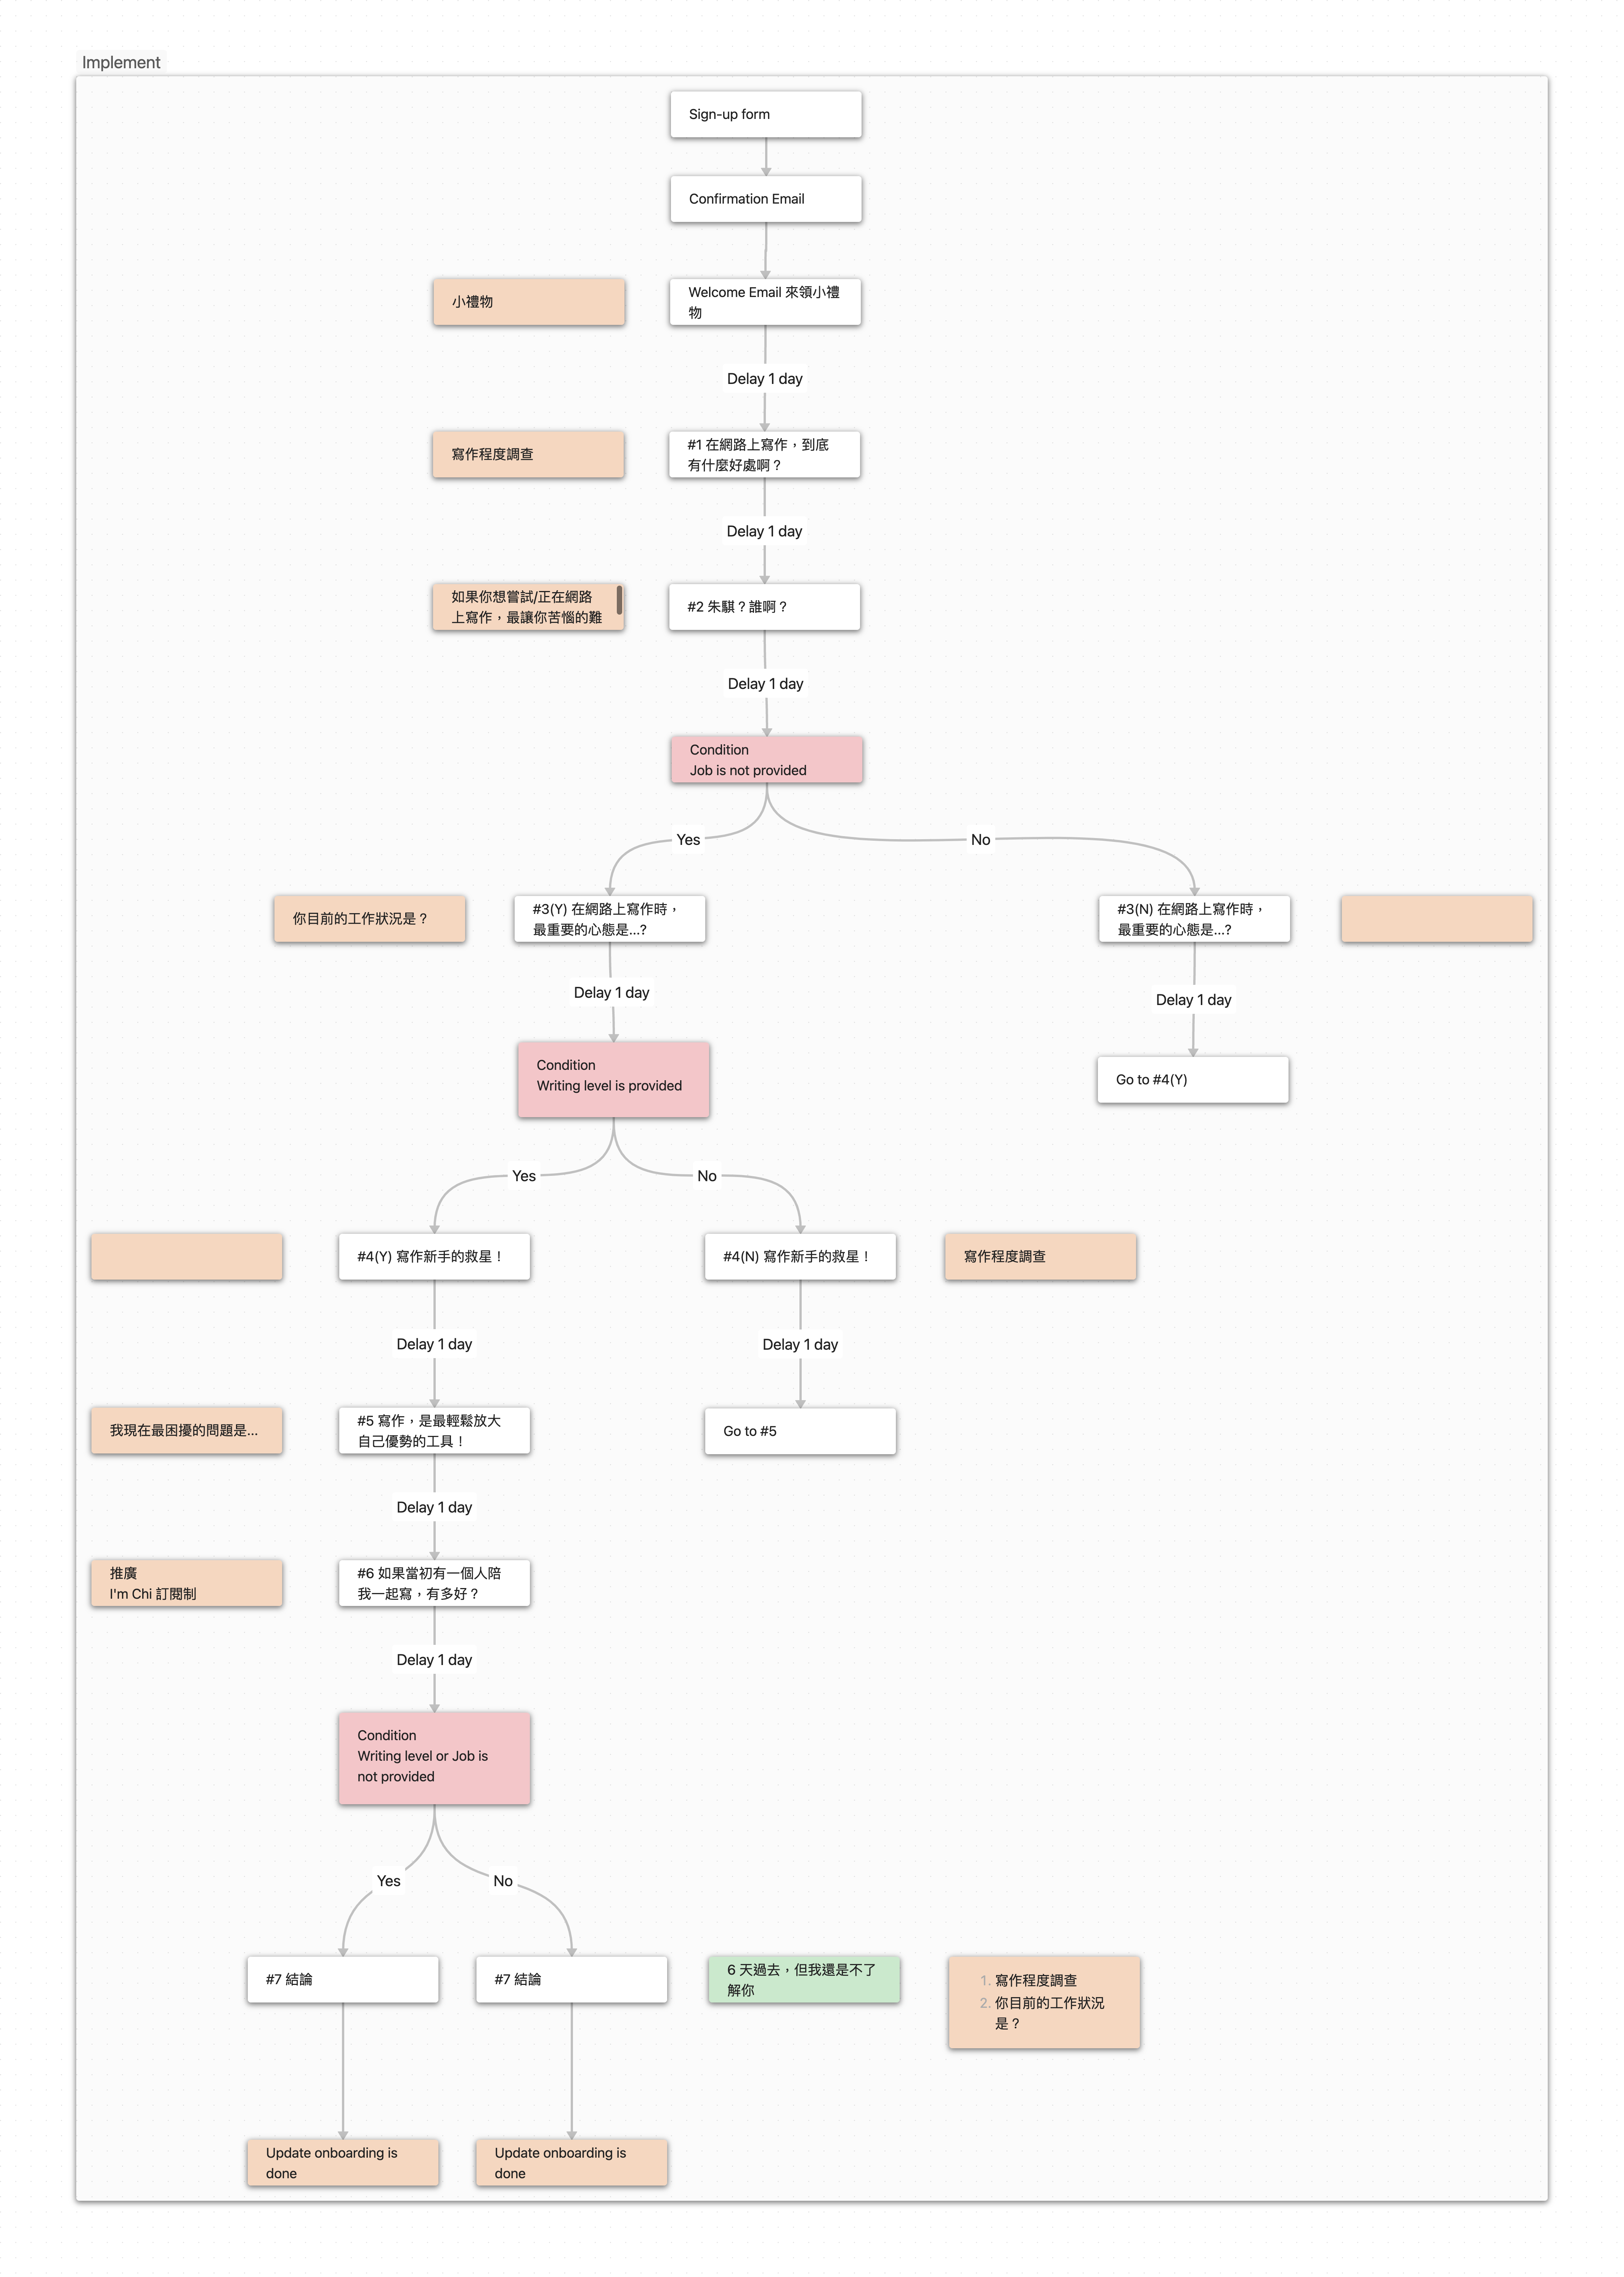 Implement
Sign-up form
Confirmation Email
小禮物
Welcome Email 來領小禮
物
Delay 1 day
寫作程度調查
#1 在網路上寫作，到底
有什麼好處啊？
Delay 1 day
如果你想嘗試/正在網路
上寫作，最讓你苦惱的難
#2 朱騏？誰啊？
Delay 1 day
Condition
Job is not provided
Yes
No
你目前的工作狀況是？
#3(Y) 在網路上寫作時，
最重要的心態是...?
#3(N) 在網路上寫作時，
最重要的心態是...?
Delay 1 day
Delay 1 day
Condition
Writing level is provided
Go to #4(Y)
Yes
No
#4(Y) 寫作新手的救星！
#4(N) 寫作新手的救星！
寫作程度調查
Delay 1 day
Delay 1 day
我現在最困擾的問題是...
#5 寫作，是最輕鬆放大
自己優勢的工具！
Go to #5
Delay 1 day
推廣
I'm Chi 訂閱制
#6 如果當初有一個人陪
我一起寫，有多好？
Delay 1 day
Condition
Writing level or Job is
not provided
Yes
No
#7 結論
#7 結論
6 天過去，但我還是不了
解你
1. 寫作程度調查
2. 你目前的工作狀況
是？
Update onboarding is
done
Update onboarding is
done